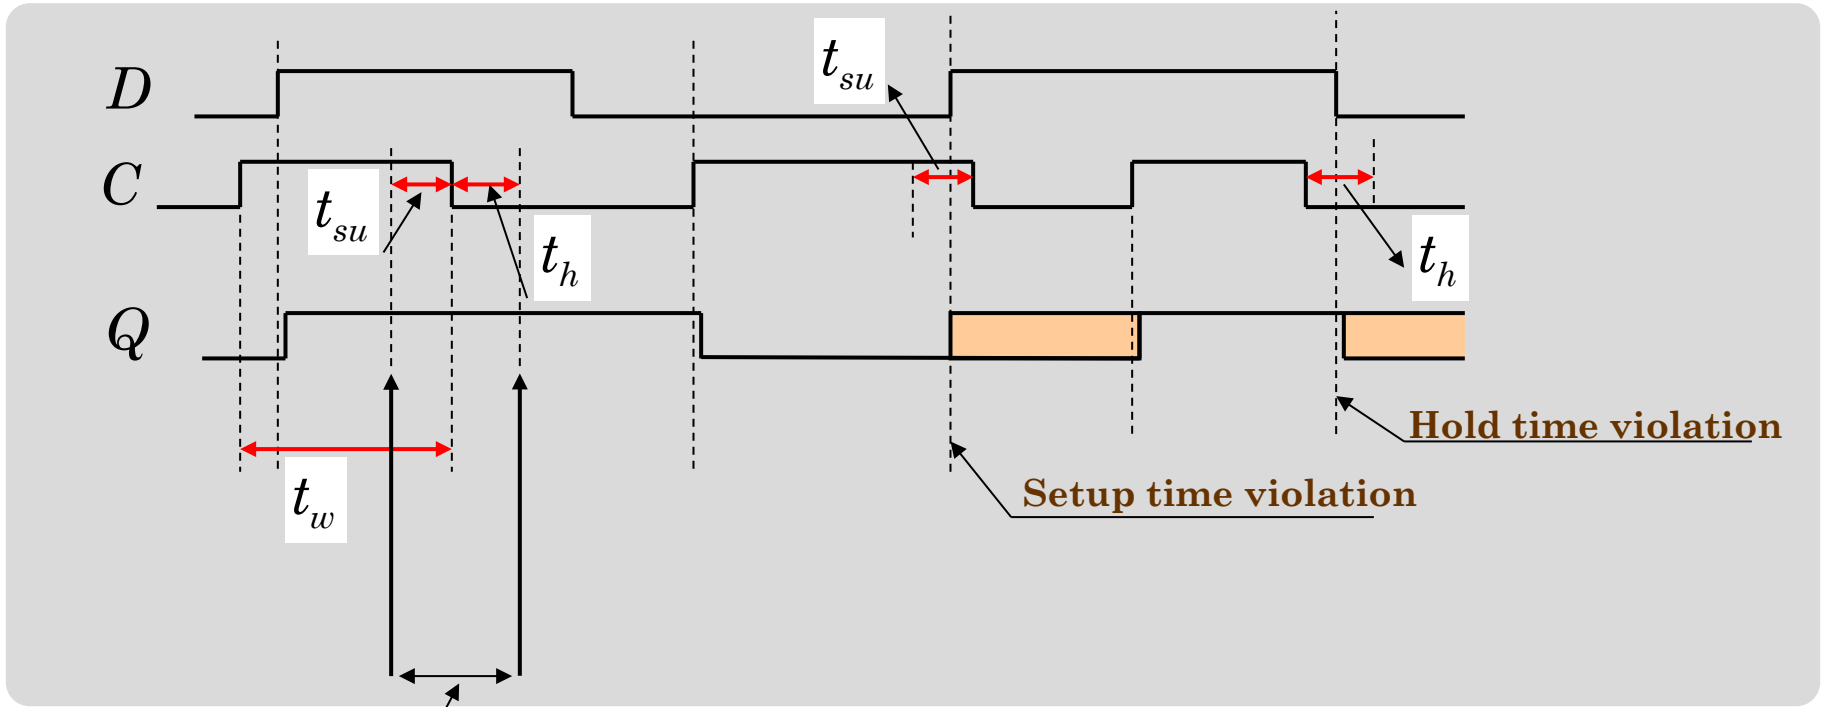 D
t_su
C
t_su
t_h
t_h
Q
Hold time violation
Setup time violation
t_w